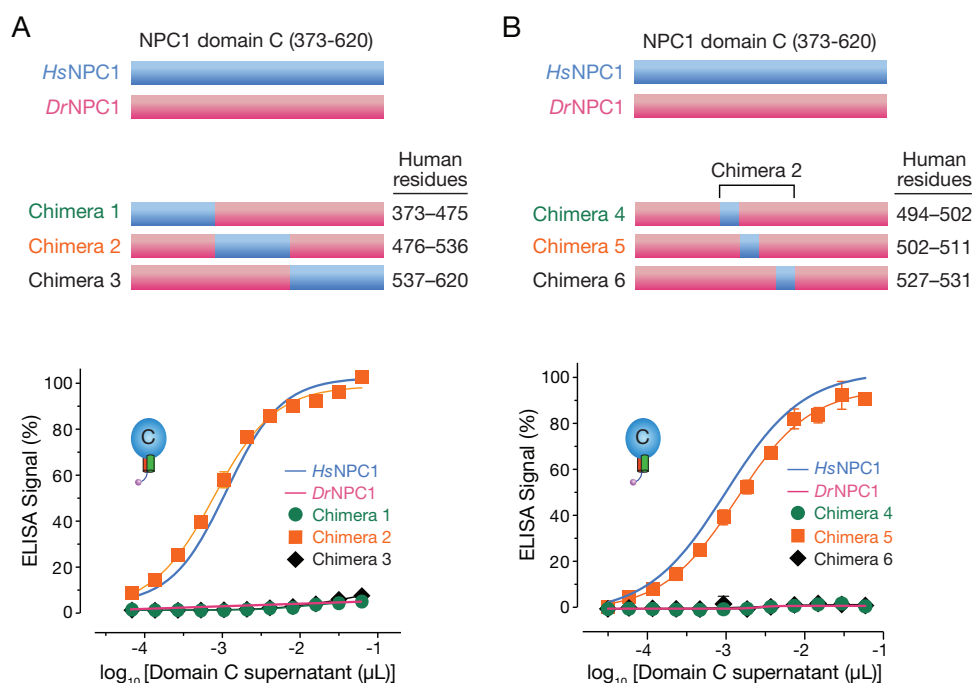 A
NPC1 domain C (373-620)
HsNPC1
DrNPC1
Human
residues
Chimera 1
373–475
Chimera 2
476–536
Chimera 3
537–620
ELISA Signal (%)
100
80
60
40
20
0
C
HsNPC1
DrNPC1
Chimera 1
Chimera 2
Chimera 3
-4
-3
-2
-1
log10 [Domain C supernatant (µL)]
B
NPC1 domain C (373-620)
HsNPC1
DrNPC1
Chimera 2
Human
residues
Chimera 4
494–502
Chimera 5
502–511
Chimera 6
527–531
ELISA Signal (%)
100
80
60
40
20
0
C
HsNPC1
DrNPC1
Chimera 4
Chimera 5
Chimera 6
-4
-3
-2
-1
log10 [Domain C supernatant (µL)]